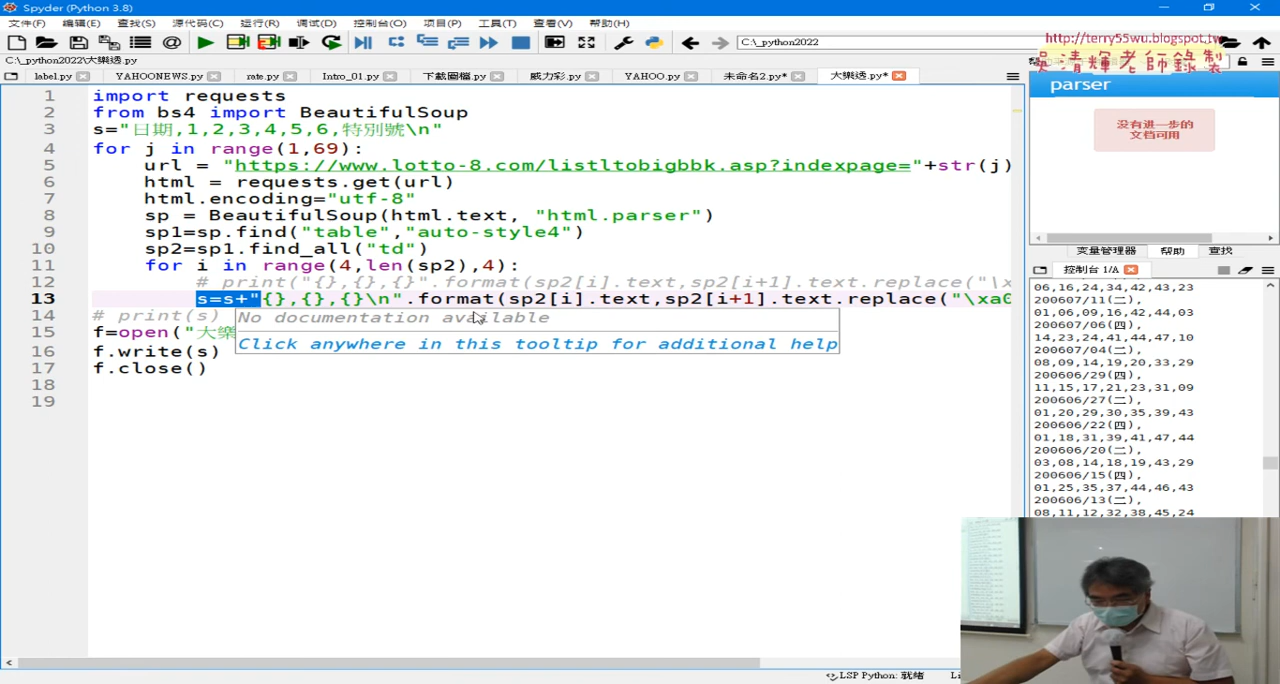 Spyder (Python 3.8)
文件(F) 编辑(E) 查找(S) 源代码(C) 运行(R) 调试(D) 控制台(O) 项目(P) 工具(T) 查看(V) 帮助(H)
C:\_python2022
http://terry55wu.blogspot.tw
吳清輝老師錄製
C:\_python2022\大樂透.py
label.py YAHOONEWS.py rate.py Intro_01.py 下載圖檔.py 威力彩.py YAHOO.py 未命名2.py* 大樂透.py*
1 import requests
2 from bs4 import BeautifulSoup
3 s="日期,1,2,3,4,5,6,特別號\n"
4 for j in range(1,69):
5 url = "https://www.lotto-8.com/listltobigbbk.asp?indexpage="+str(j)
6 html = requests.get(url)
7 html.encoding="utf-8"
8 sp = BeautifulSoup(html.text, "html.parser")
9 sp1=sp.find("table","auto-style4")
10 sp2=sp1.find_all("td")
11 for i in range(4,len(sp2),4):
12 # print("{},{},{}".format(sp2[i].text,sp2[i+1].text.replace("\x
13 s=s+"{},{},{}\n".format(sp2[i].text,sp2[i+1].text.replace("\xa0
14 # print(s)
No documentation available
15 f=open("大樂
Click anywhere in this tooltip for additional help
16 f.write(s)
17 f.close()
18
19
parser
没有进一步的
文档可用
变量管理器 帮助 查找
控制台 1/A
06,16,24,34,42,43,23
200607/11(二),
01,06,09,16,42,44,03
200607/06(四),
14,23,24,41,44,47,10
200607/04(二),
08,09,14,19,20,33,29
200606/29(四),
11,15,17,21,23,31,09
200606/27(二),
01,20,29,30,35,39,43
200606/22(四),
01,18,31,39,41,47,44
200606/20(二),
03,08,14,18,19,43,29
200606/15(四),
01,25,35,37,44,46,43
200606/13(二),
08,11,12,32,38,45,24
LSP Python: 就绪